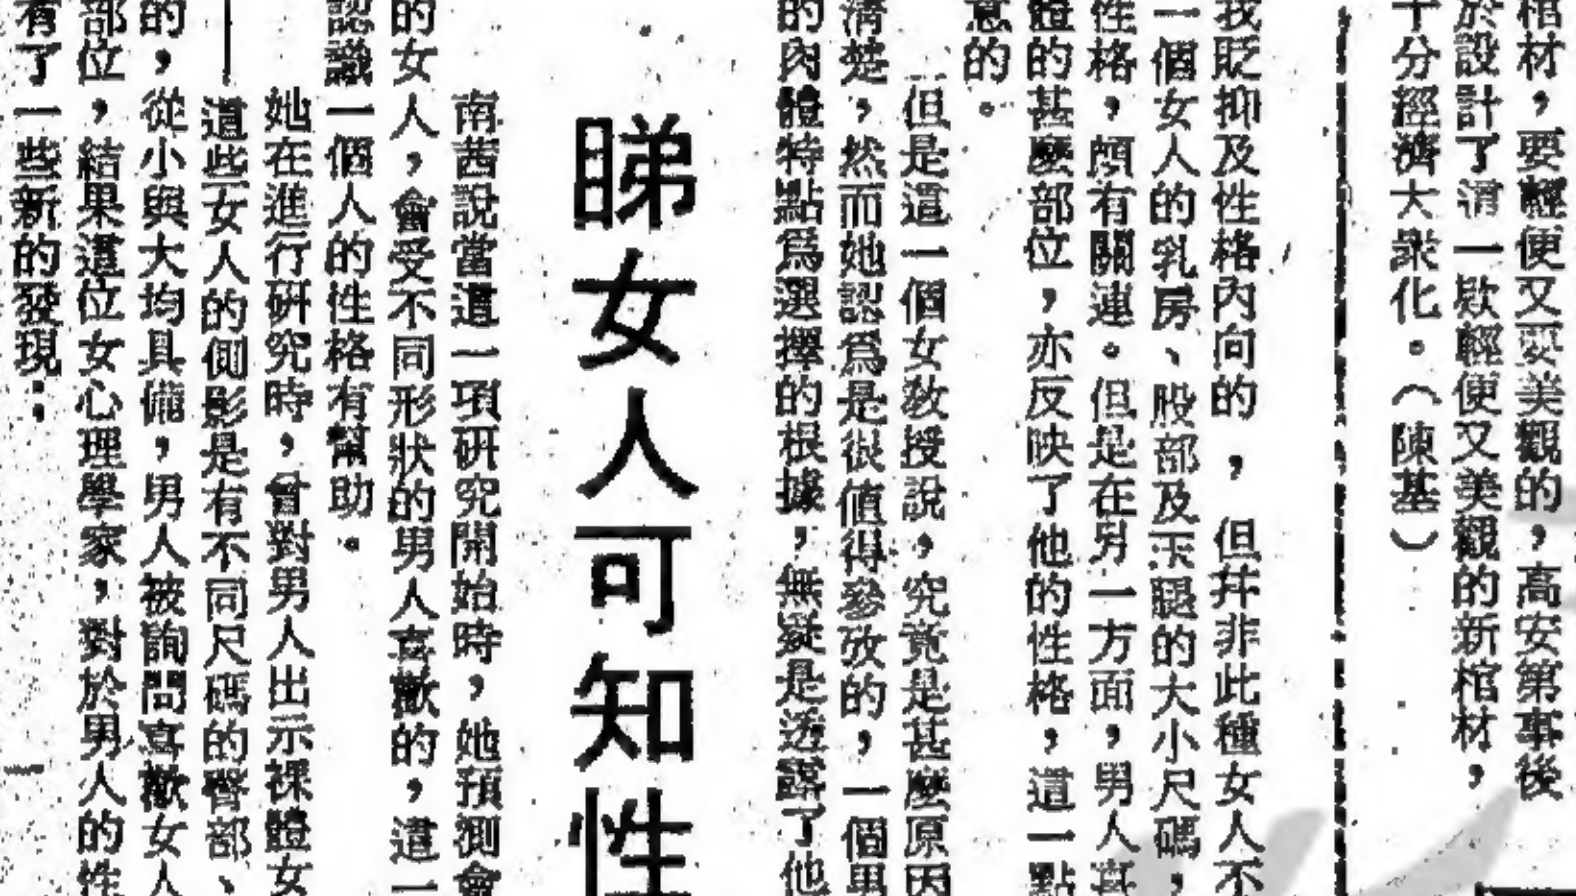 棺材，要輕便又要美觀的，高安第事後
於設計了這一欵輕便又美觀的新棺材，
十分經濟大衆化。（陳基）
我貶抑及性格內向的，但幷非此種女人不
一個女人的乳房、股部及玉腿的大小尺碼，
性格，頗有關連。但是在另一方面，男人喜
體的甚麼部位，亦反映了他的性格，這一點
意的。
但是這一個女敎授說，究竟是甚麼原因
清楚，然而她認爲是很值得參攷的，一個男
的肉體特點爲選擇的根據，無疑是透露了他
睇女人可知性
南茜說當這一項研究開始時，她預測會
的女人，會受不同形狀的男人喜歡的，這一
認識一個人的性格有幫助。
她在進行研究時，曾對男人出示裸體女
——這些女人的側影是有不同尺碼的臀部、
的，從小與大均具備，男人被詢問喜歡女人
部位，結果這位女心理學家，對於男人的性
有了一些新的發現：